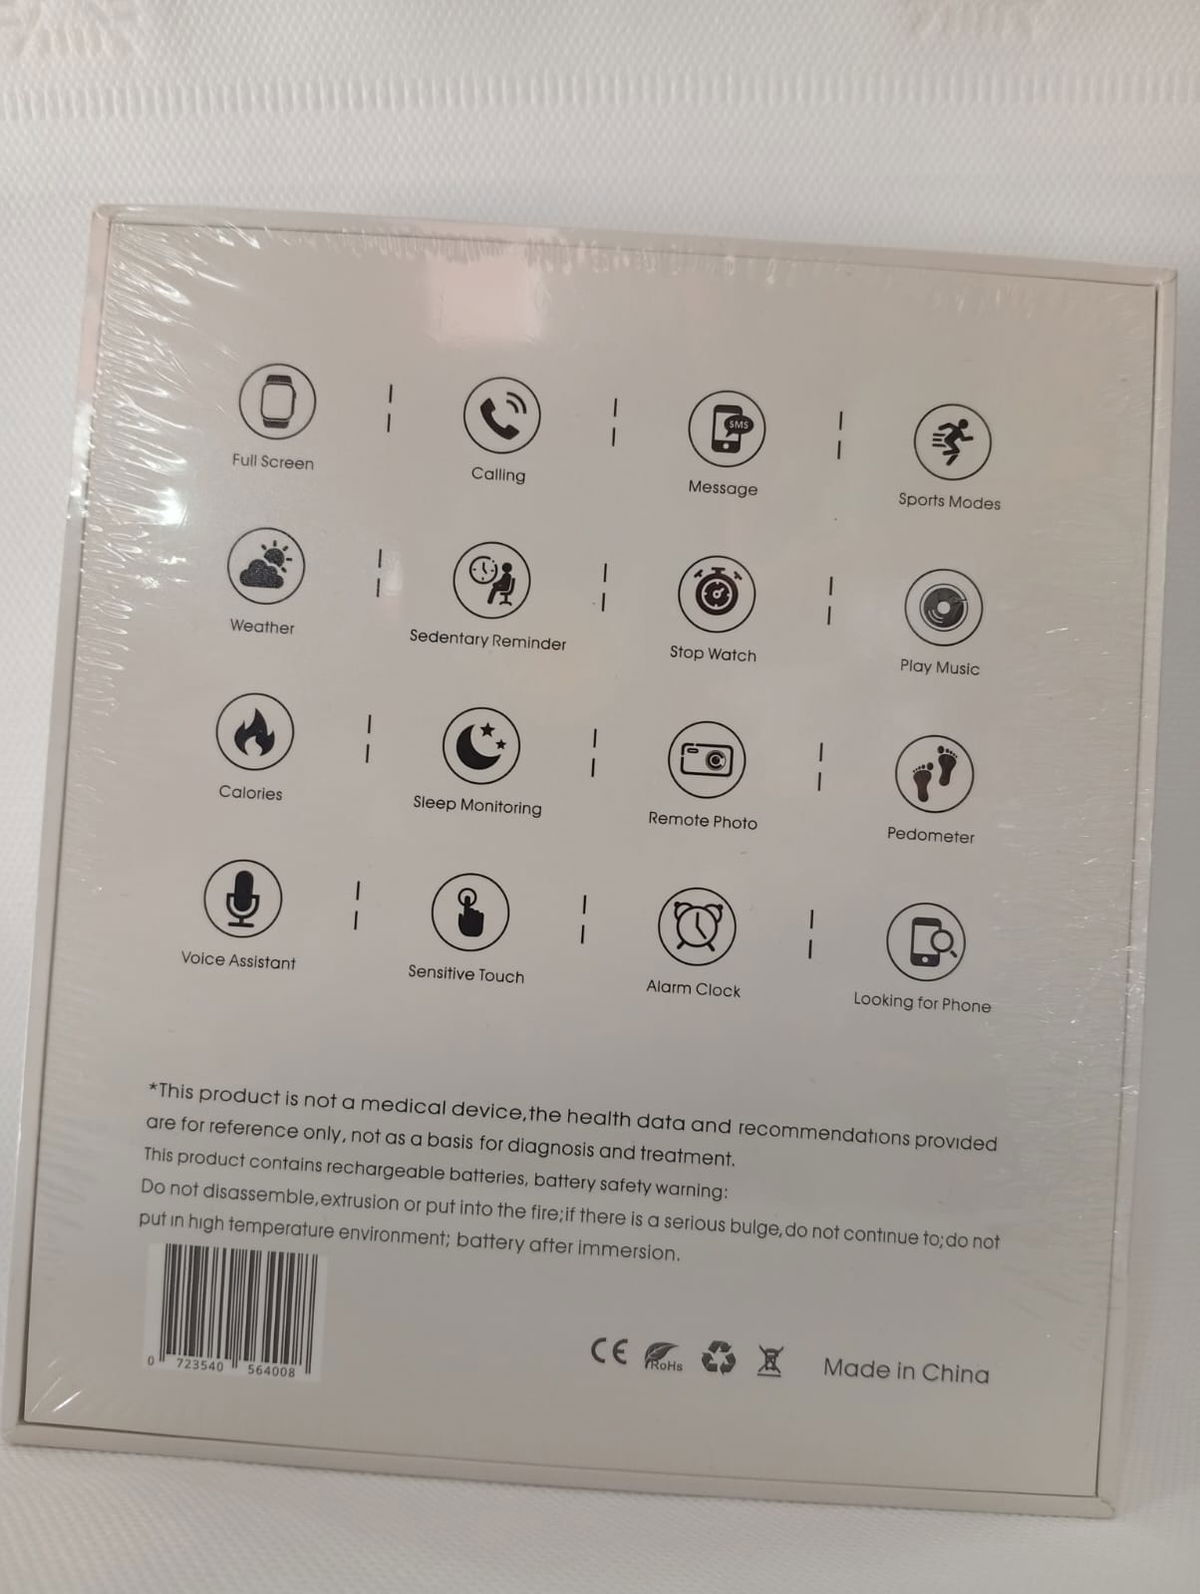 Full Screen
Calling
SMS
Message
Sports Modes
Weather
Sedentary Reminder
Stop Watch
Play Music
Calories
Sleep Monitoring
Remote Photo
Pedometer
Voice Assistant
Sensitive Touch
Alarm Clock
Looking for Phone
*This product is not a medical device,the health data and recommendations provided
are for reference only, not as a basis for diagnosis and treatment.
This product contains rechargeable batteries, battery safety warning:
Do not disassemble,extrusion or put into the fire;if there is a serious bulge,do not continue to;do not
put in high temperature environment; battery after immersion.
0 723540 564008
CE RoHS Made in China